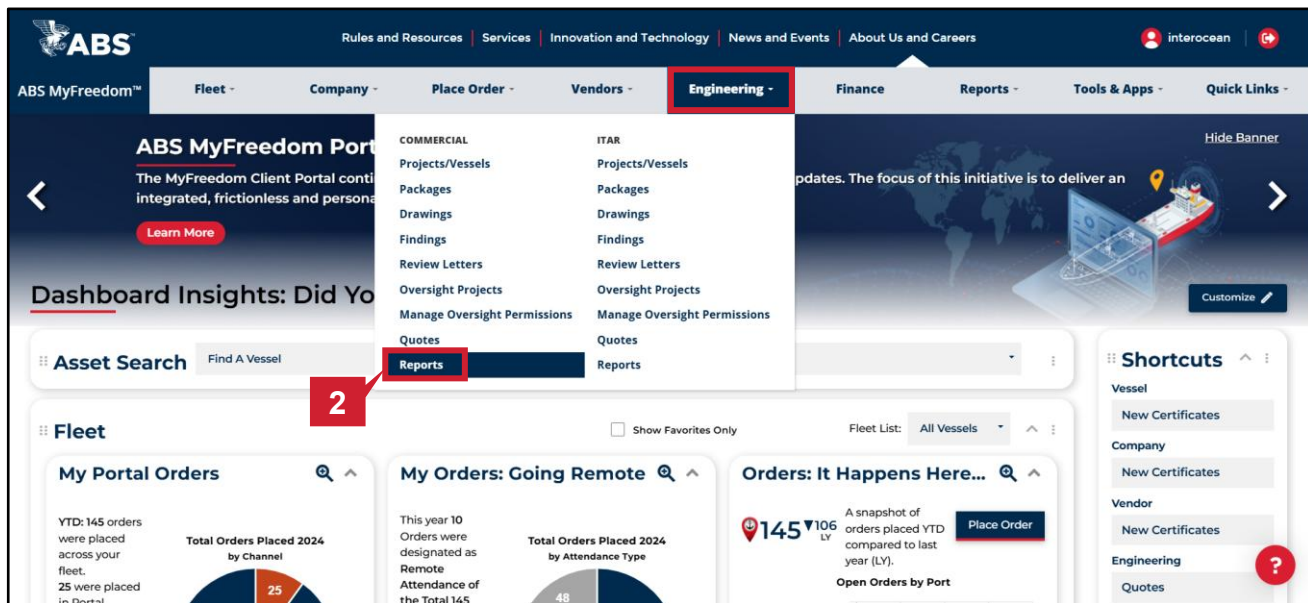 ABS
Rules and Resources | Services | Innovation and Technology | News and Events | About Us and Careers
interocean
ABS MyFreedom™ Fleet Company Place Order Vendors Engineering Finance Reports Tools & Apps Quick Links
Hide Banner
ABS MyFreedom Port
The MyFreedom Client Portal conti
pdates. The focus of this initiative is to deliver an
integrated, frictionless and persona
Learn More
COMMERCIAL
Projects/Vessels
Packages
Drawings
Findings
Review Letters
Oversight Projects
Manage Oversight Permissions
Quotes
Reports
ITAR
Projects/Vessels
Packages
Drawings
Findings
Review Letters
Oversight Projects
Manage Oversight Permissions
Quotes
Reports
2
Dashboard Insights: Did Yo
Customize
Asset Search Find A Vessel
Fleet
Show Favorites Only
Fleet List: All Vessels
My Portal Orders
YTD: 145 orders
were placed
across your
fleet.
25 were placed
in Portal
Total Orders Placed 2024
by Channel
25
My Orders: Going Remote
This year 10
Orders were
designated as
Remote
Attendance of
the Total 145
Total Orders Placed 2024
by Attendance Type
48
Orders: It Happens Here...
145 ▼106
LY
A snapshot of
orders placed YTD
compared to last
year (LY).
Place Order
Open Orders by Port
Shortcuts
Vessel
New Certificates
Company
New Certificates
Vendor
New Certificates
Engineering
Quotes
?